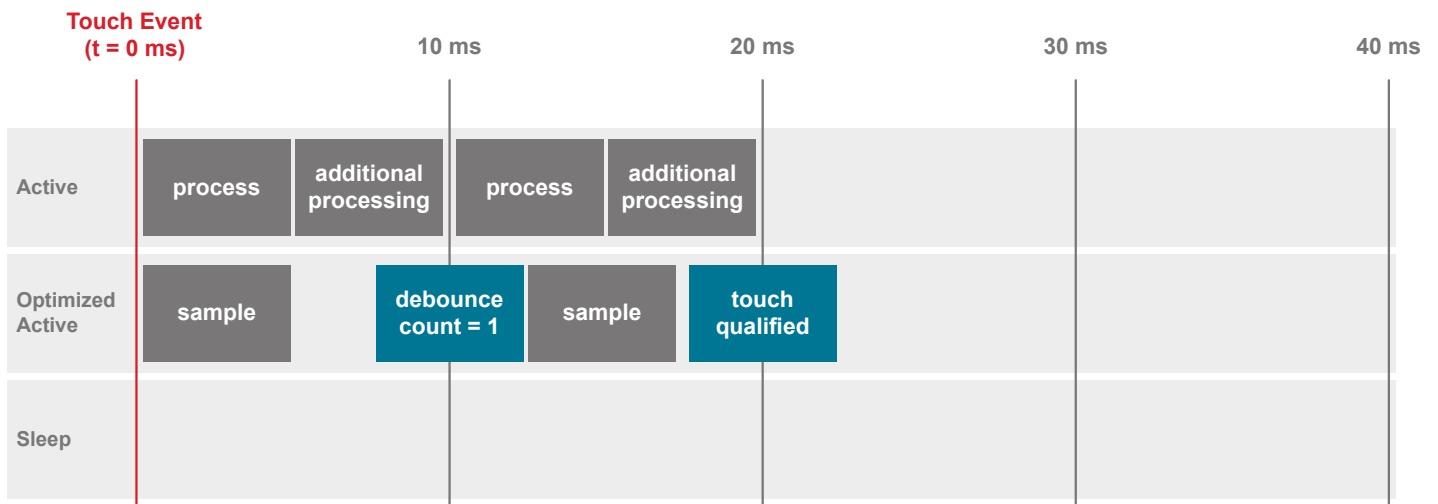 Touch Event
(t = 0 ms)
10 ms
20 ms
30 ms
40 ms
Active
process
additional
processing
process
additional
processing
Optimized
Active
sample
debounce
count = 1
sample
touch
qualified
Sleep